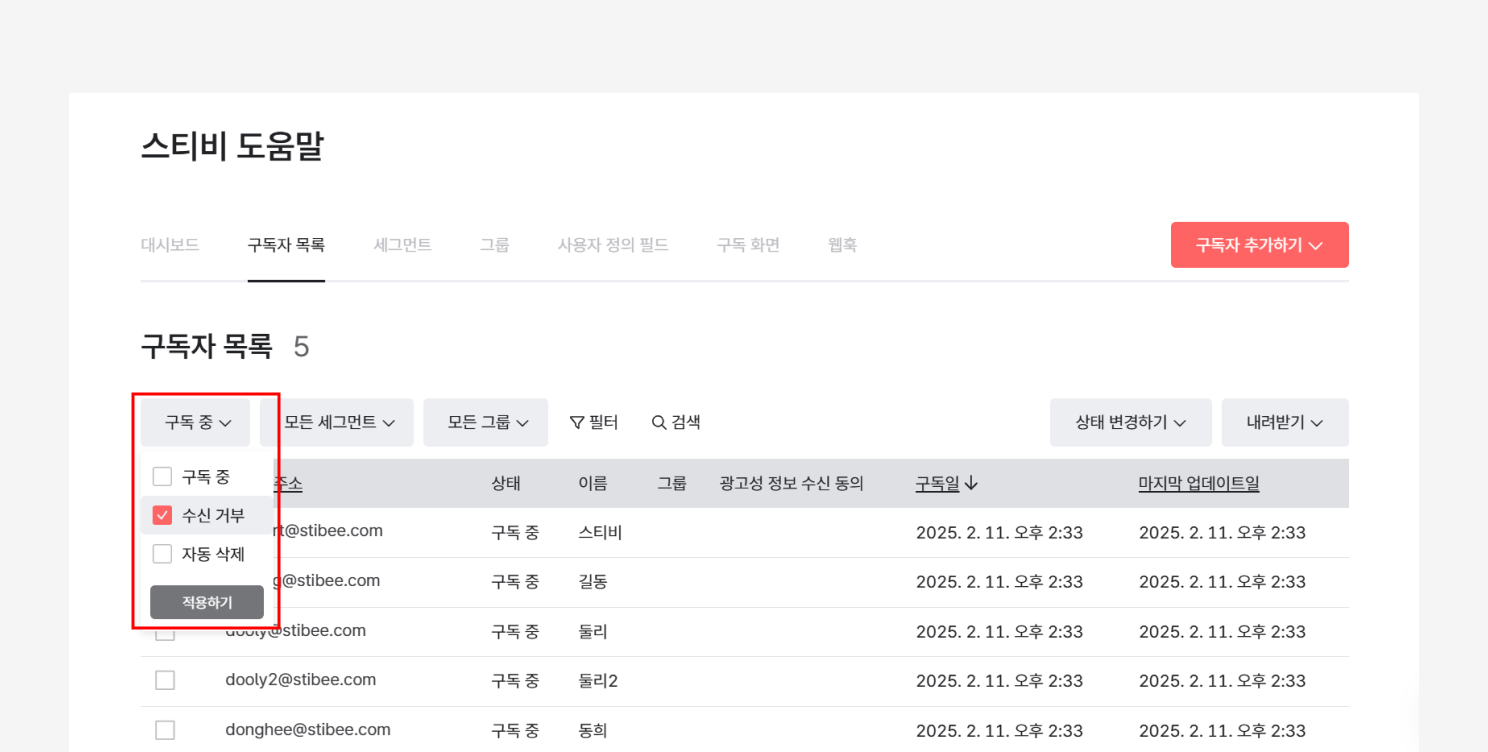 스티비 도움말
대시보드 구독자 목록 세그먼트 그룹 사용자 정의 필드 구독 화면 웹훅 구독자 추가하기
구독자 목록 5
구독 중 모든 세그먼트 모든 그룹 필터 검색 상태 변경하기 내려받기
구독 중
수신 거부
자동 삭제
적용하기
주소 상태 이름 그룹 광고성 정보 수신 동의 구독일 마지막 업데이트일
rt@stibee.com 구독 중 스티비 2025. 2. 11. 오후 2:33 2025. 2. 11. 오후 2:33
g@stibee.com 구독 중 길동 2025. 2. 11. 오후 2:33 2025. 2. 11. 오후 2:33
dooly@stibee.com 구독 중 둘리 2025. 2. 11. 오후 2:33 2025. 2. 11. 오후 2:33
dooly2@stibee.com 구독 중 둘리2 2025. 2. 11. 오후 2:33 2025. 2. 11. 오후 2:33
donghee@stibee.com 구독 중 동희 2025. 2. 11. 오후 2:33 2025. 2. 11. 오후 2:33